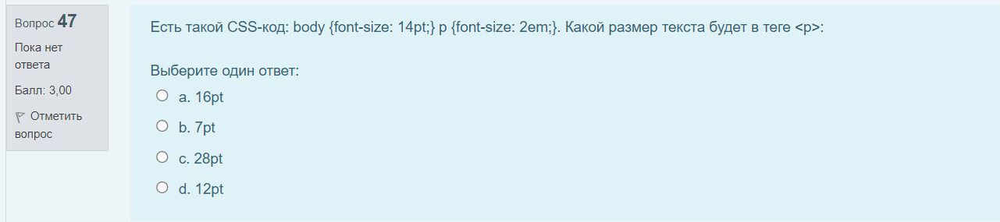 Вопрос 47
Пока нет
ответа
Балл: 3,00
Отметить
вопрос
Есть такой CSS-код: body {font-size: 14pt;} p {font-size: 2em;}. Какой размер текста будет в теге <p>:
Выберите один ответ:
a. 16pt
b. 7pt
c. 28pt
d. 12pt